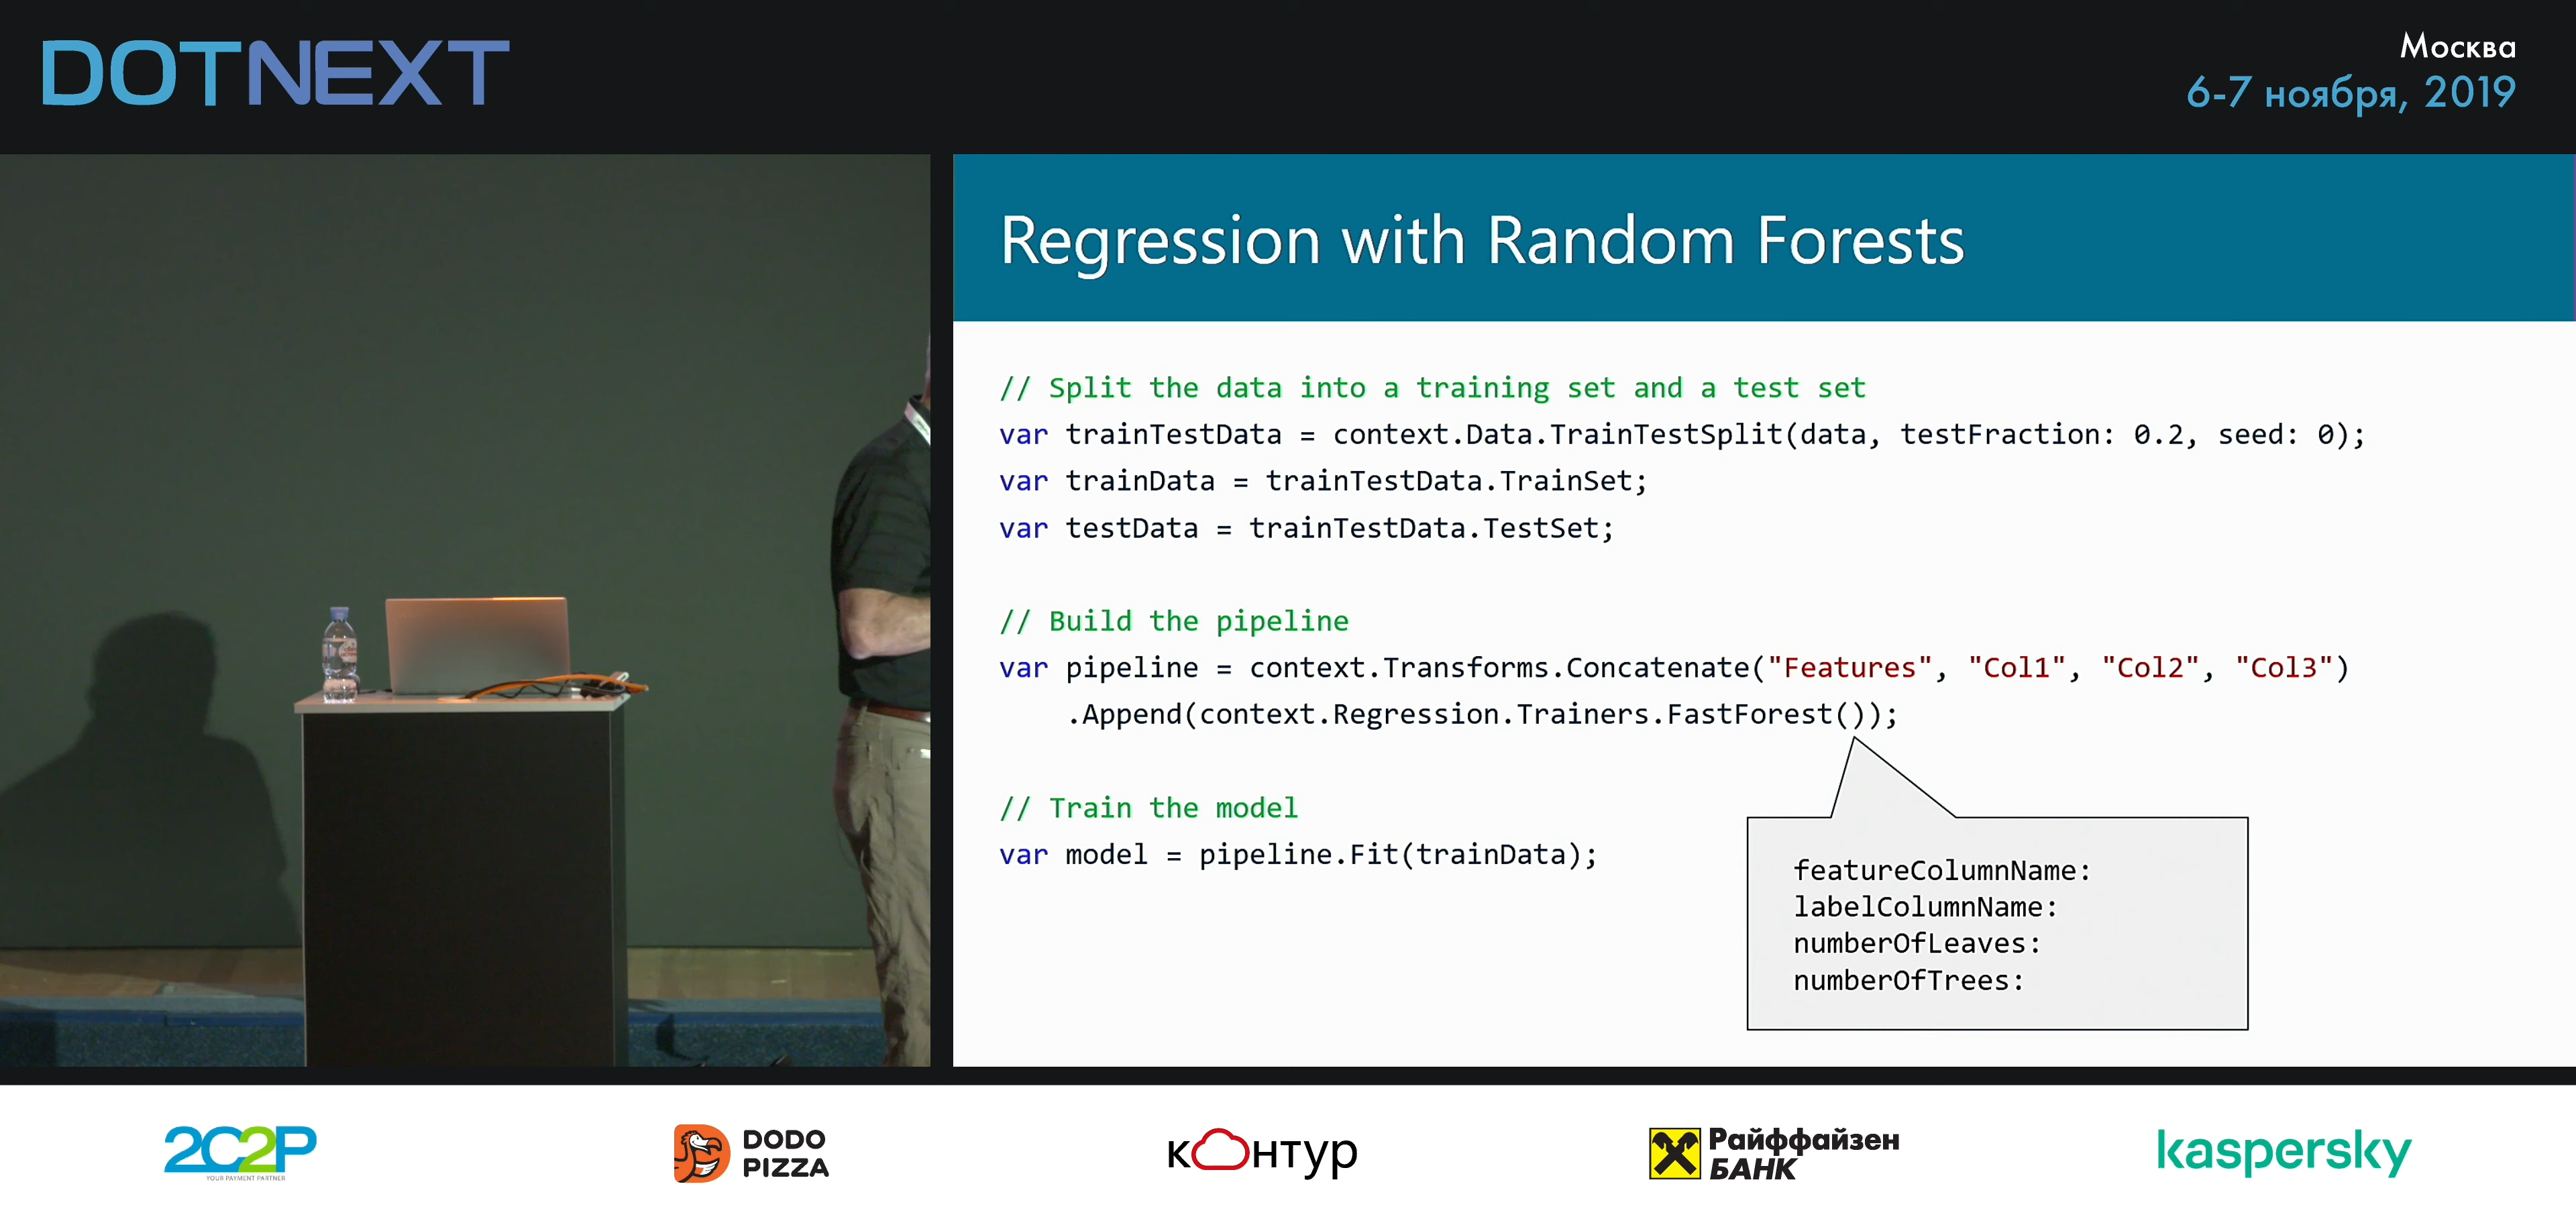 DOTNEXT
Москва
6-7 ноября, 2019
Regression with Random Forests
// Split the data into a training set and a test set
var trainTestData = context.Data.TrainTestSplit(data, testFraction: 0.2, seed: 0);
var trainData = trainTestData.TrainSet;
var testData = trainTestData.TestSet;
// Build the pipeline
var pipeline = context.Transforms.Concatenate("Features", "Col1", "Col2", "Col3")
.Append(context.Regression.Trainers.FastForest());
// Train the model
var model = pipeline.Fit(trainData);
featureColumnName:
labelColumnName:
numberOfLeaves:
numberOfTrees:
2C2P
YOUR PAYMENT PARTNER
DODO
PIZZA
контур
Райффайзен
БАНК
kaspersky